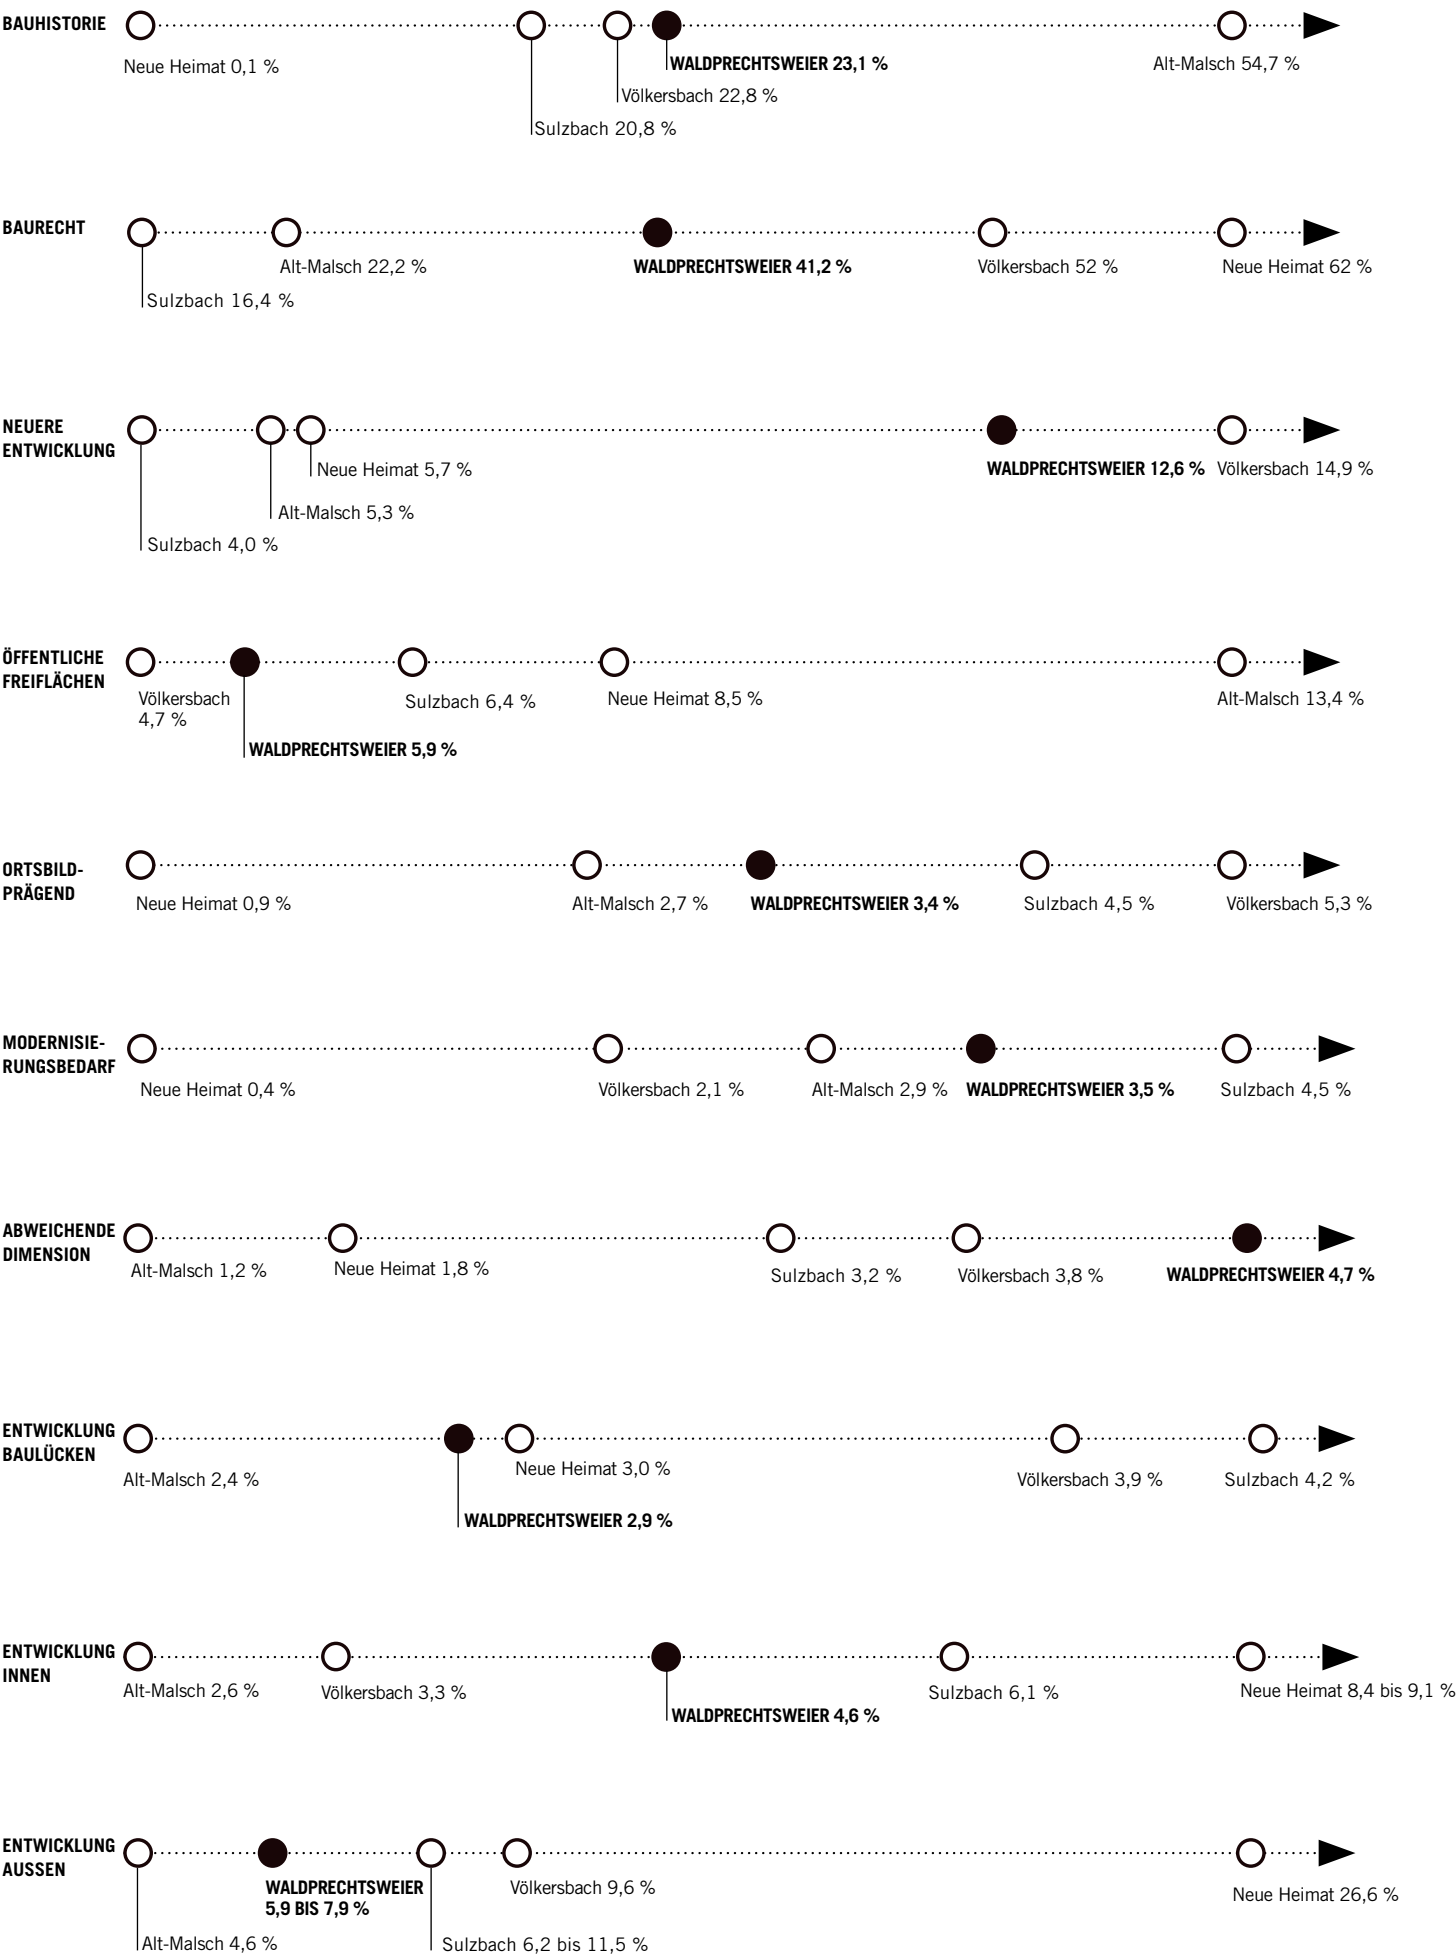 BAUHISTORIE
Neue Heimat 0,1 %
WALDPRECHTSWEIER 23,1 %
Alt-Malsch 54,7 %
Völkersbach 22,8 %
Sulzbach 20,8 %
BAURECHT
Alt-Malsch 22,2 %
WALDPRECHTSWEIER 41,2 %
Völkersbach 52 %
Neue Heimat 62 %
Sulzbach 16,4 %
NEUERE
ENTWICKLUNG
Neue Heimat 5,7 %
WALDPRECHTSWEIER 12,6 %
Völkersbach 14,9 %
Alt-Malsch 5,3 %
Sulzbach 4,0 %
ÖFFENTLICHE
FREIFLÄCHEN
Völkersbach
4,7 %
Sulzbach 6,4 %
Neue Heimat 8,5 %
Alt-Malsch 13,4 %
WALDPRECHTSWEIER 5,9 %
ORTSBILD-
PRÄGEND
Neue Heimat 0,9 %
Alt-Malsch 2,7 %
WALDPRECHTSWEIER 3,4 %
Sulzbach 4,5 %
Völkersbach 5,3 %
MODERNISIE-
RUNGSBEDARF
Neue Heimat 0,4 %
Völkersbach 2,1 %
Alt-Malsch 2,9 %
WALDPRECHTSWEIER 3,5 %
Sulzbach 4,5 %
ABWEICHENDE
DIMENSION
Alt-Malsch 1,2 %
Neue Heimat 1,8 %
Sulzbach 3,2 %
Völkersbach 3,8 %
WALDPRECHTSWEIER 4,7 %
ENTWICKLUNG
BAULÜCKEN
Alt-Malsch 2,4 %
Neue Heimat 3,0 %
Völkersbach 3,9 %
Sulzbach 4,2 %
WALDPRECHTSWEIER 2,9 %
ENTWICKLUNG
INNEN
Alt-Malsch 2,6 %
Völkersbach 3,3 %
WALDPRECHTSWEIER 4,6 %
Sulzbach 6,1 %
Neue Heimat 8,4 bis 9,1 %
ENTWICKLUNG
AUSSEN
WALDPRECHTSWEIER
5,9 BIS 7,9 %
Völkersbach 9,6 %
Neue Heimat 26,6 %
Alt-Malsch 4,6 %
Sulzbach 6,2 bis 11,5 %